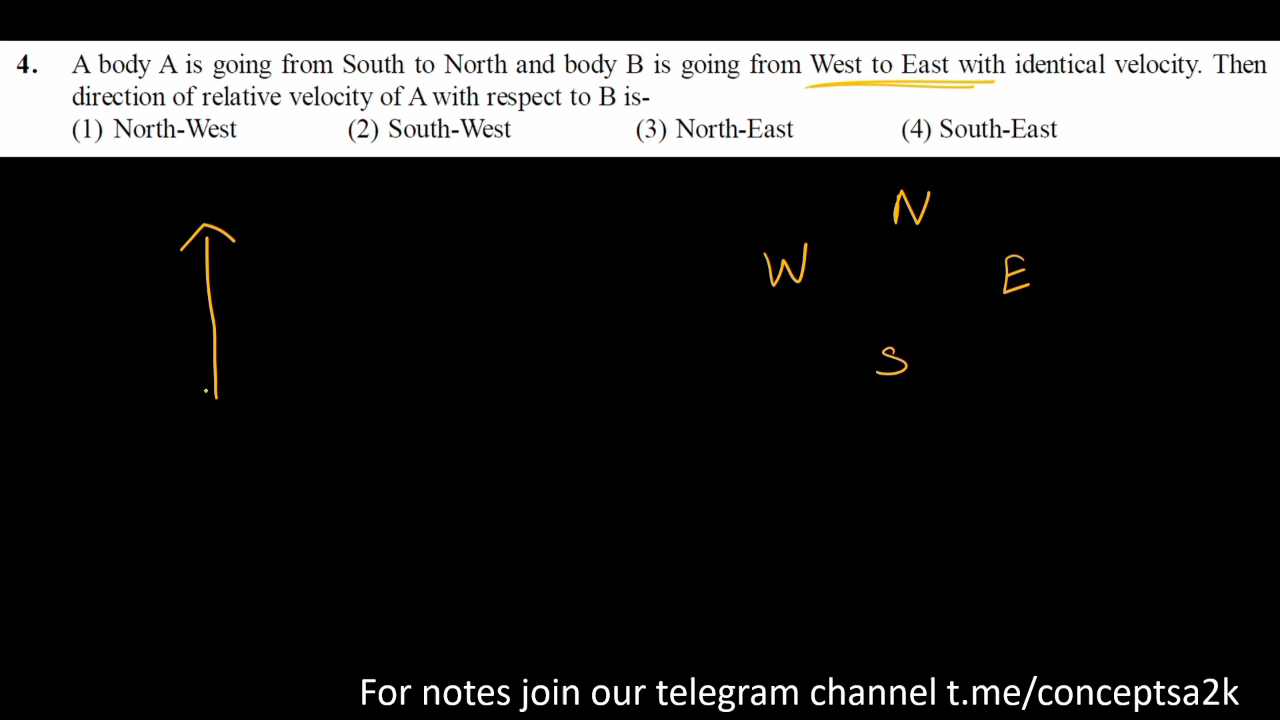 4. A body A is going from South to North and body B is going from West to East with identical velocity. Then
direction of relative velocity of A with respect to B is-
(1) North-West (2) South-West (3) North-East (4) South-East
N
W E
S
For notes join our telegram channel t.me/conceptsa2k